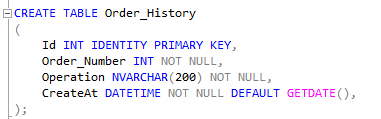 CREATE TABLE Order_History
(
Id INT IDENTITY PRIMARY KEY,
Order_Number INT NOT NULL,
Operation NVARCHAR(200) NOT NULL,
CreateAt DATETIME NOT NULL DEFAULT GETDATE(),
);